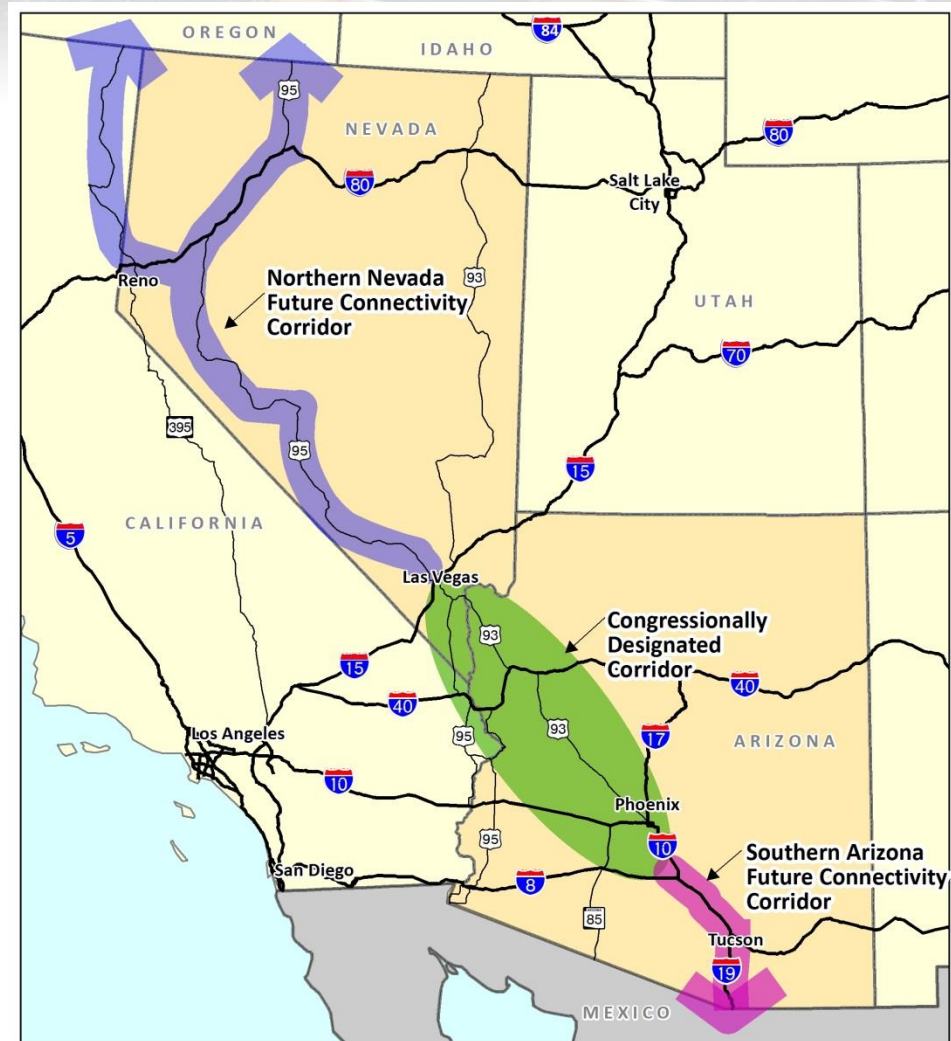 OREGON
IDAHO
84
95
NEVADA
80
80
Salt Lake
City
Reno
Northern Nevada
Future Connectivity
Corridor
93
UTAH
70
395
95
15
CALIFORNIA
5
Las Vegas
Congressionally
Designated
Corridor
93
15
40
40
93
95
17
Los Angeles
ARIZONA
10
Phoenix
95
10
San Diego
8
Southern Arizona
Future Connectivity
Corridor
85
Tucson
19
MEXICO